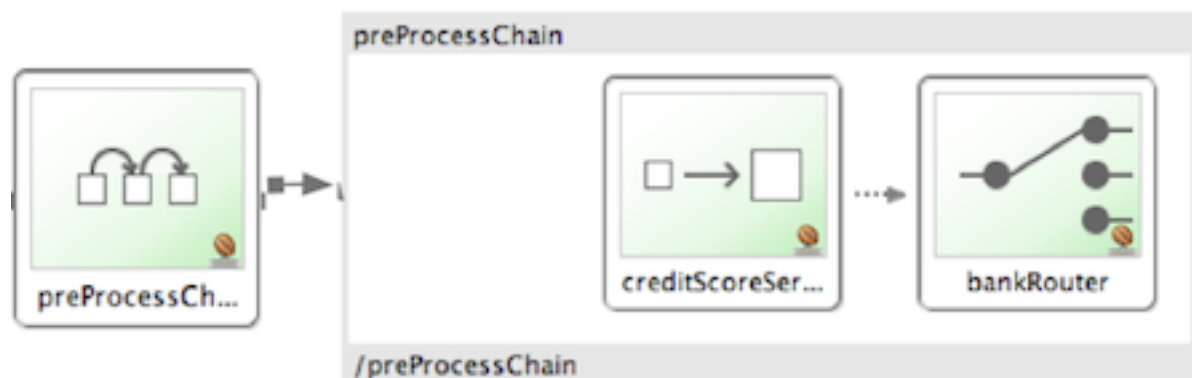 preProcessChain
preProcessCh...
creditScoreSer...
bankRouter
/preProcessChain